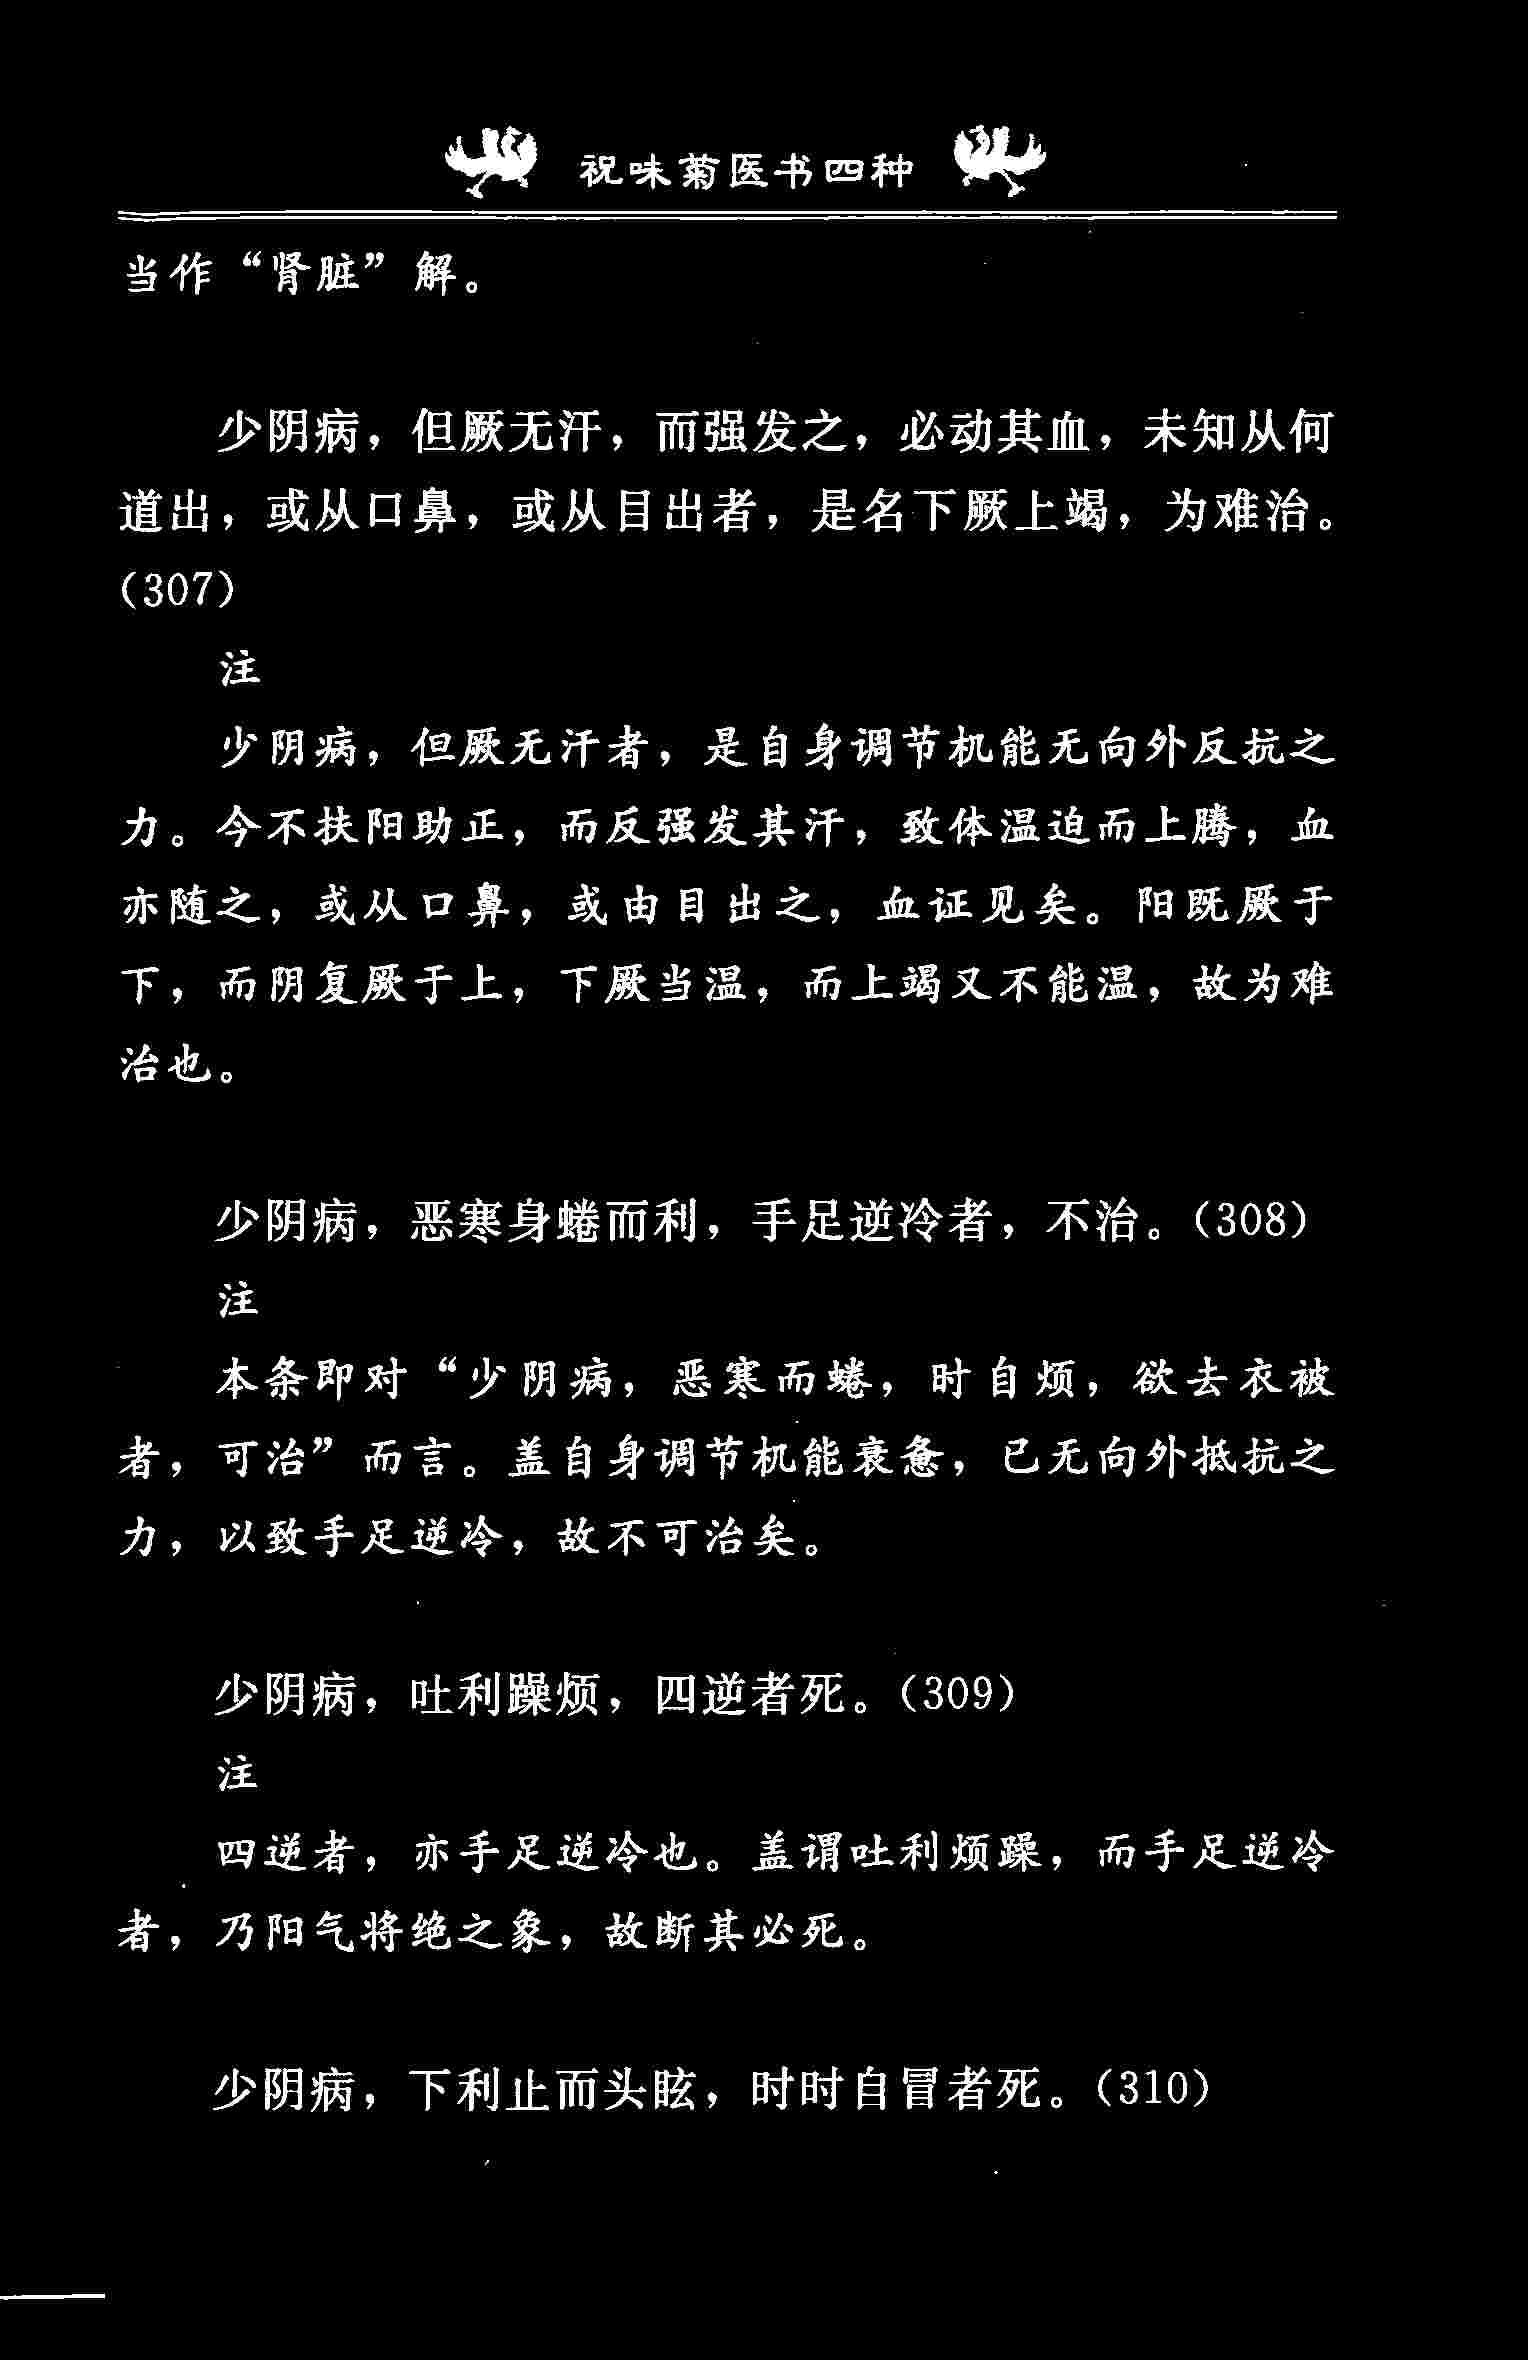 祝味菊医书四种
当作“肾脏”解。
少阴病，但厥无汗，而强发之，必动其血，未知从何
道出，或从口鼻，或从目出者，是名下厥上竭，为难治。
(307)
注
少阴病，但厥无汗者，是自身调节机能无向外反抗之
力。今不扶阳助正，而反强发其汗，致体温迫而上腾，血
亦随之，或从口鼻，或由目出之，血证见矣。阳既厥于
下，而阴复厥于上，下厥当温，而上竭又不能温，故为难
治也。
少阴病，恶寒身蜷而利，手足逆冷者，不治。(308)
注
本条即对“少阴病，恶寒而蜷，时自烦，欲去衣被
者，可治”而言。盖自身调节机能衰惫，已无向外抵抗之
力，以致手足逆冷，故不可治矣。
少阴病，吐利躁烦，四逆者死。(309)
注
四逆者，亦手足逆冷也。盖谓吐利烦躁，而手足逆冷
者，乃阳气将绝之象，故断其必死。
少阴病，下利止而头眩，时时自冒者死。(310)